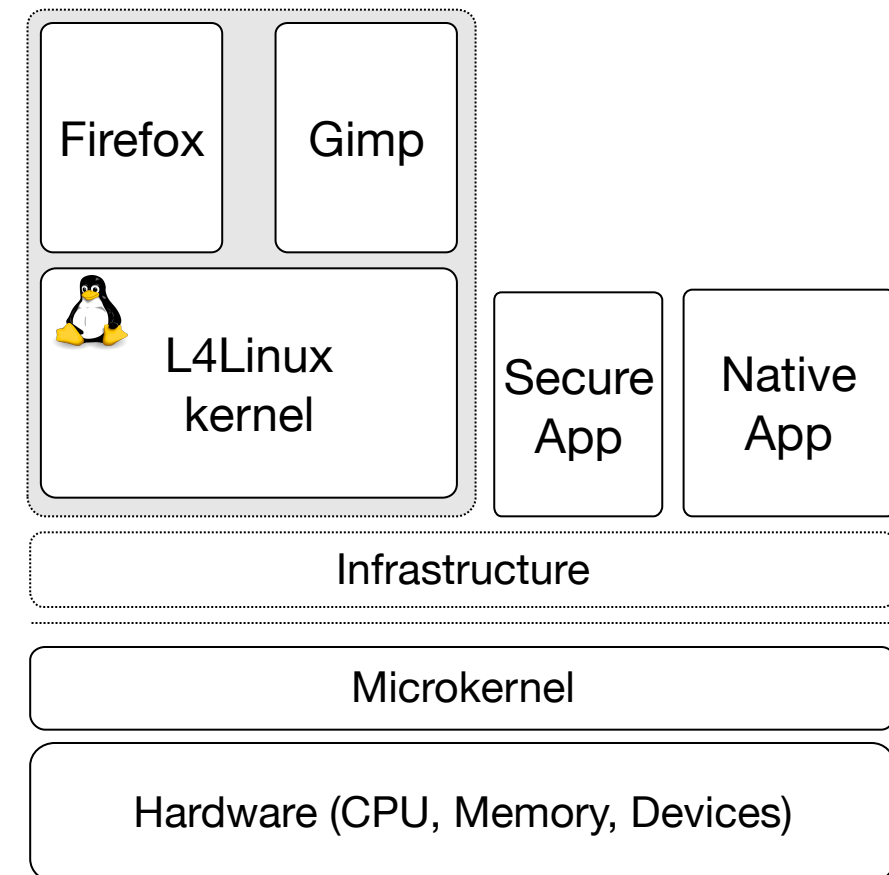 Firefox
Gimp
L4Linux
kernel
Secure
App
Native
App
Infrastructure
Microkernel
Hardware (CPU, Memory, Devices)